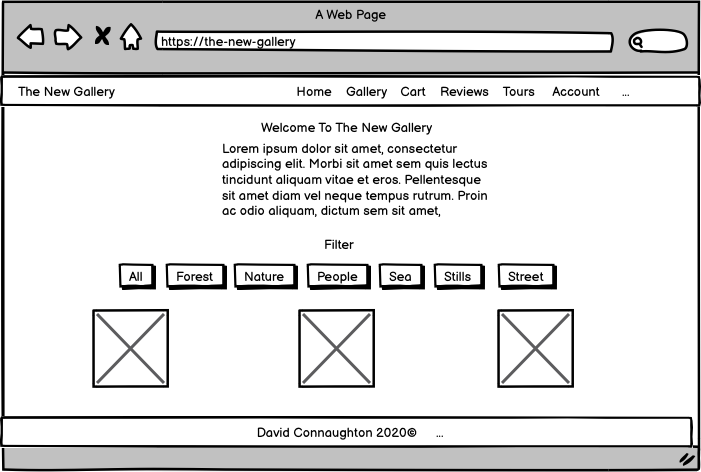 A Web Page
https://the-new-gallery
The New Gallery Home Gallery Cart Reviews Tours Account ...
Welcome To The New Gallery
Lorem ipsum dolor sit amet, consectetur
adipiscing elit. Morbi sit amet sem quis lectus
tincidunt aliquam vitae et eros. Pellentesque
sit amet diam vel neque tempus rutrum. Proin
ac odio aliquam, dictum sem sit amet,
Filter
All Forest Nature People Sea Stills Street
David Connaughton 2020© ...